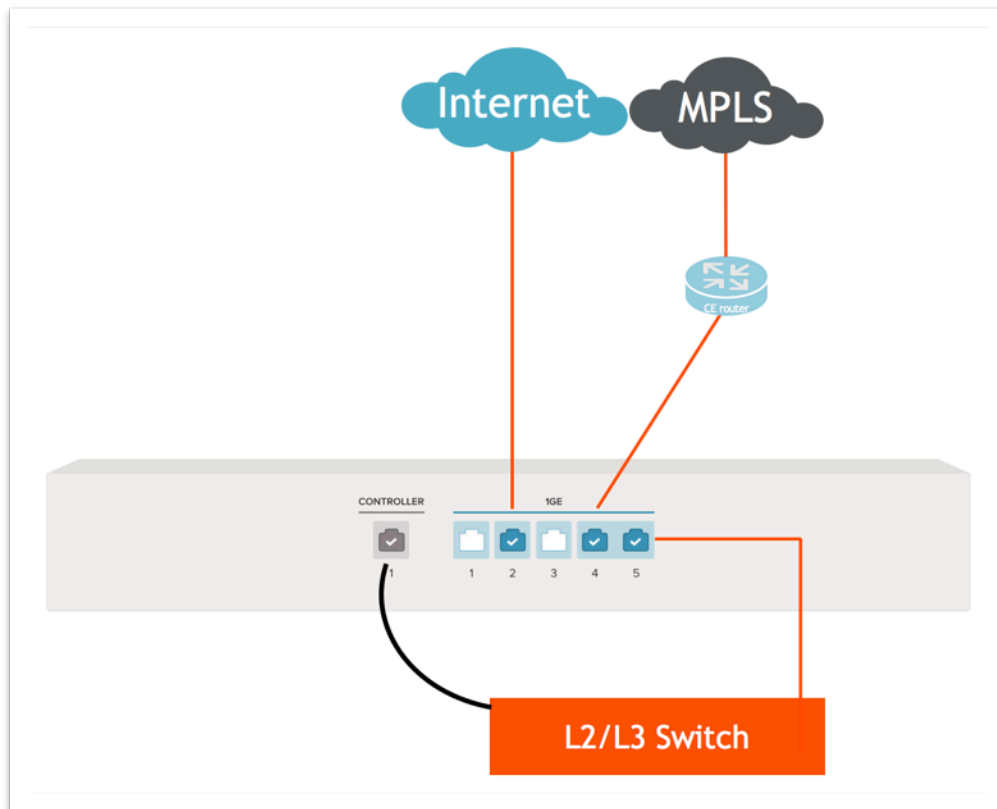 Internet
MPLS
CE router
CONTROLLER
1GE
1
1
2
3
4
5
L2/L3 Switch